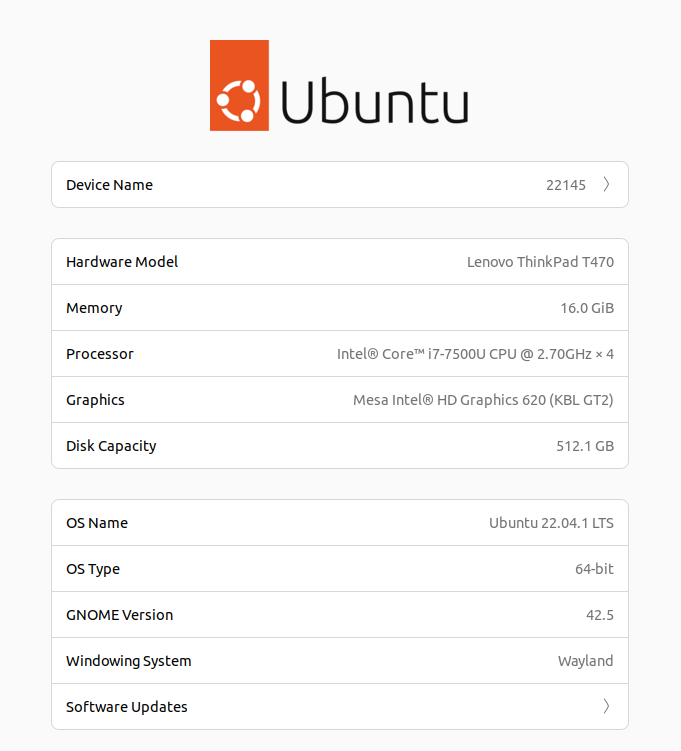 Ubuntu
Device Name 22145
Hardware Model Lenovo ThinkPad T470
Memory 16.0 GiB
Processor Intel® Core™ i7-7500U CPU @ 2.70GHz × 4
Graphics Mesa Intel® HD Graphics 620 (KBL GT2)
Disk Capacity 512.1 GB
OS Name Ubuntu 22.04.1 LTS
OS Type 64-bit
GNOME Version 42.5
Windowing System Wayland
Software Updates